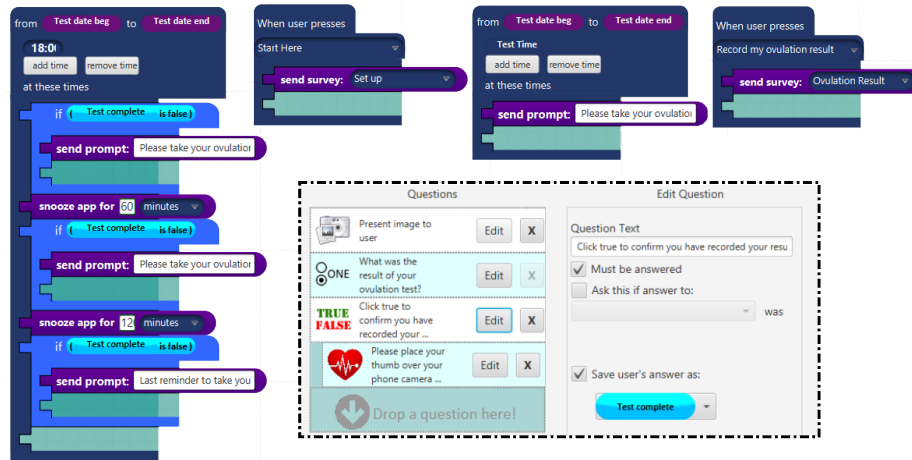 from Test date beg to Test date end
18:0
add time remove time
at these times
if ( Test complete is false )
send prompt: Please take your ovulation
snooze app for 60 minutes
if ( Test complete is false )
send prompt: Please take your ovulation
snooze app for 12 minutes
if ( Test complete is false )
send prompt: Last reminder to take you
When user presses
Start Here
send survey: Set up
from Test date beg to Test date end
Test Time
add time remove time
at these times
send prompt: Please take your ovulation
When user presses
Record my ovulation result
send survey: Ovulation Result
Questions
Present image to
user
Edit X
ONE
What was the
result of your
ovulation test?
Edit X
TRUE
FALSE
Click true to
confirm you have
recorded your ...
Edit X
Please place your
thumb over your
phone camera ...
Edit X
Drop a question here!
Edit Question
Question Text
Click true to confirm you have recorded your resu
Must be answered
Ask this if answer to:
was
Save user's answer as:
Test complete